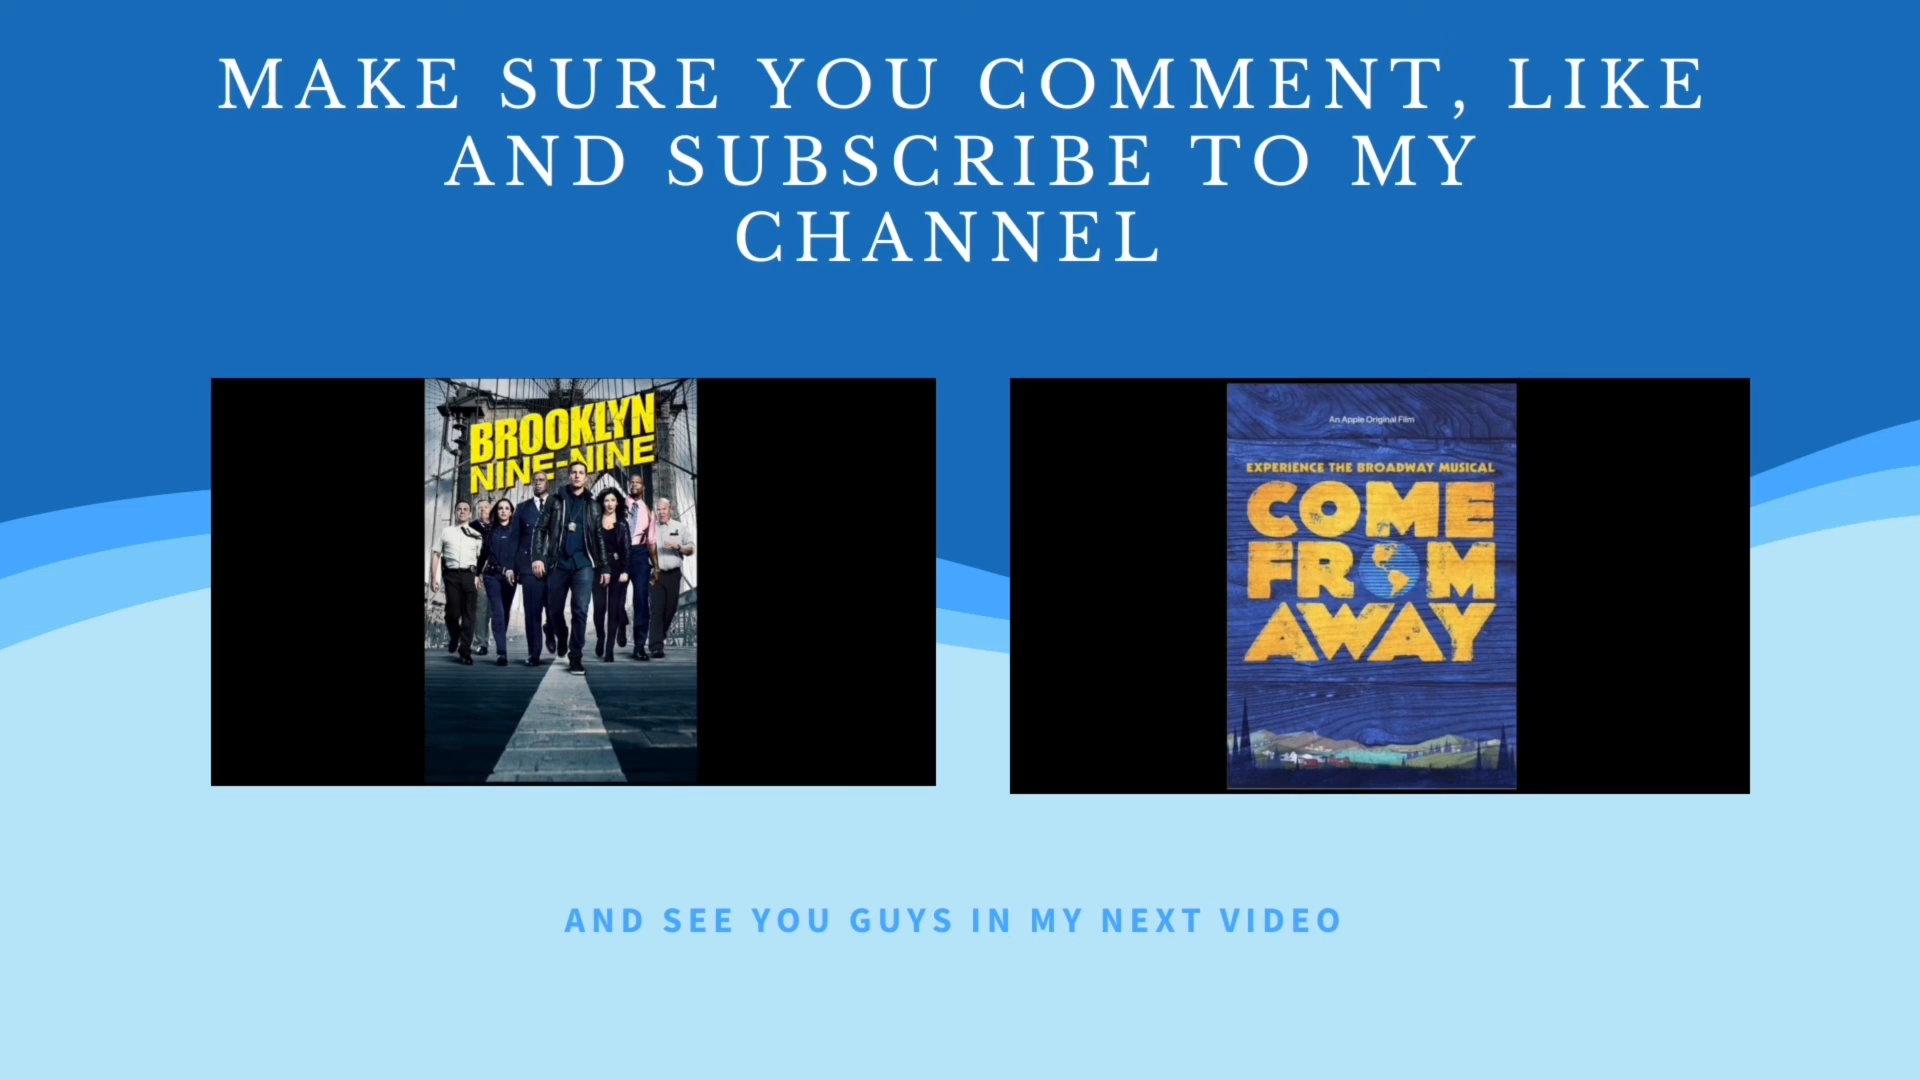 MAKE SURE YOU COMMENT, LIKE
AND SUBSCRIBE TO MY
CHANNEL
BROOKLYN
NINE-NINE
An Apple Original Film
EXPERIENCE THE BROADWAY MUSICAL
COME
FROM
AWAY
AND SEE YOU GUYS IN MY NEXT VIDEO